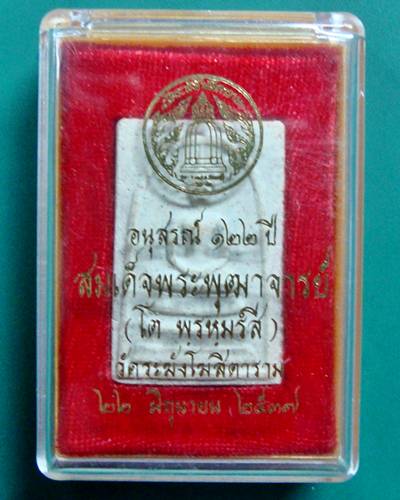 อนุสรณ์ ๑๒๒ ปี
สมเด็จพระพุฒาจารย์
(โต พรหมรังสี)
วัดระฆังโฆสิตาราม
๒๒ มิถุนายน ๒๕๓๗